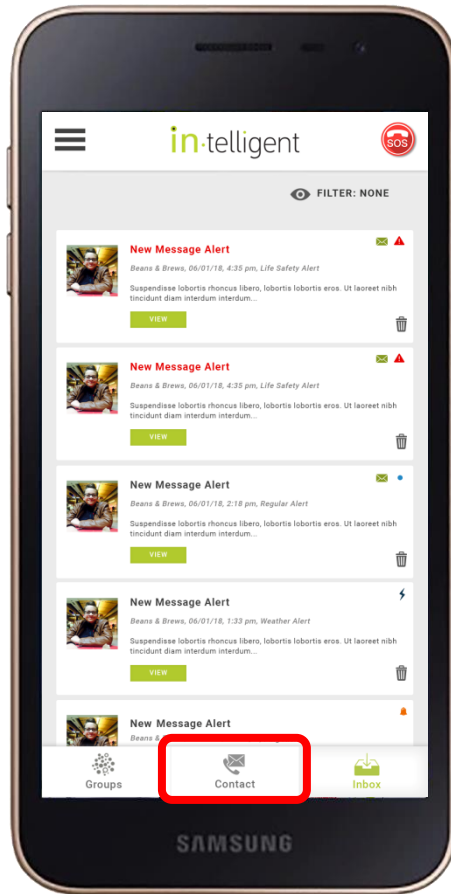 in·telligent
SOS
FILTER: NONE
New Message Alert
Beans & Brews, 06/01/18, 4:35 pm, Life Safety Alert
Suspendisse lobortis rhoncus libero, lobortis lobortis eros. Ut laoreet nibh
tincidunt diam interdum interdum...
VIEW
New Message Alert
Beans & Brews, 06/01/18, 4:35 pm, Life Safety Alert
Suspendisse lobortis rhoncus libero, lobortis lobortis eros. Ut laoreet nibh
tincidunt diam interdum interdum...
VIEW
New Message Alert
Beans & Brews, 06/01/18, 2:18 pm, Regular Alert
Suspendisse lobortis rhoncus libero, lobortis lobortis eros. Ut laoreet nibh
tincidunt diam interdum interdum...
VIEW
New Message Alert
Beans & Brews, 06/01/18, 1:33 pm, Weather Alert
Suspendisse lobortis rhoncus libero, lobortis lobortis eros. Ut laoreet nibh
tincidunt diam interdum interdum...
VIEW
New Message Alert
Beans
Groups
Contact
Inbox
SAMSUNG